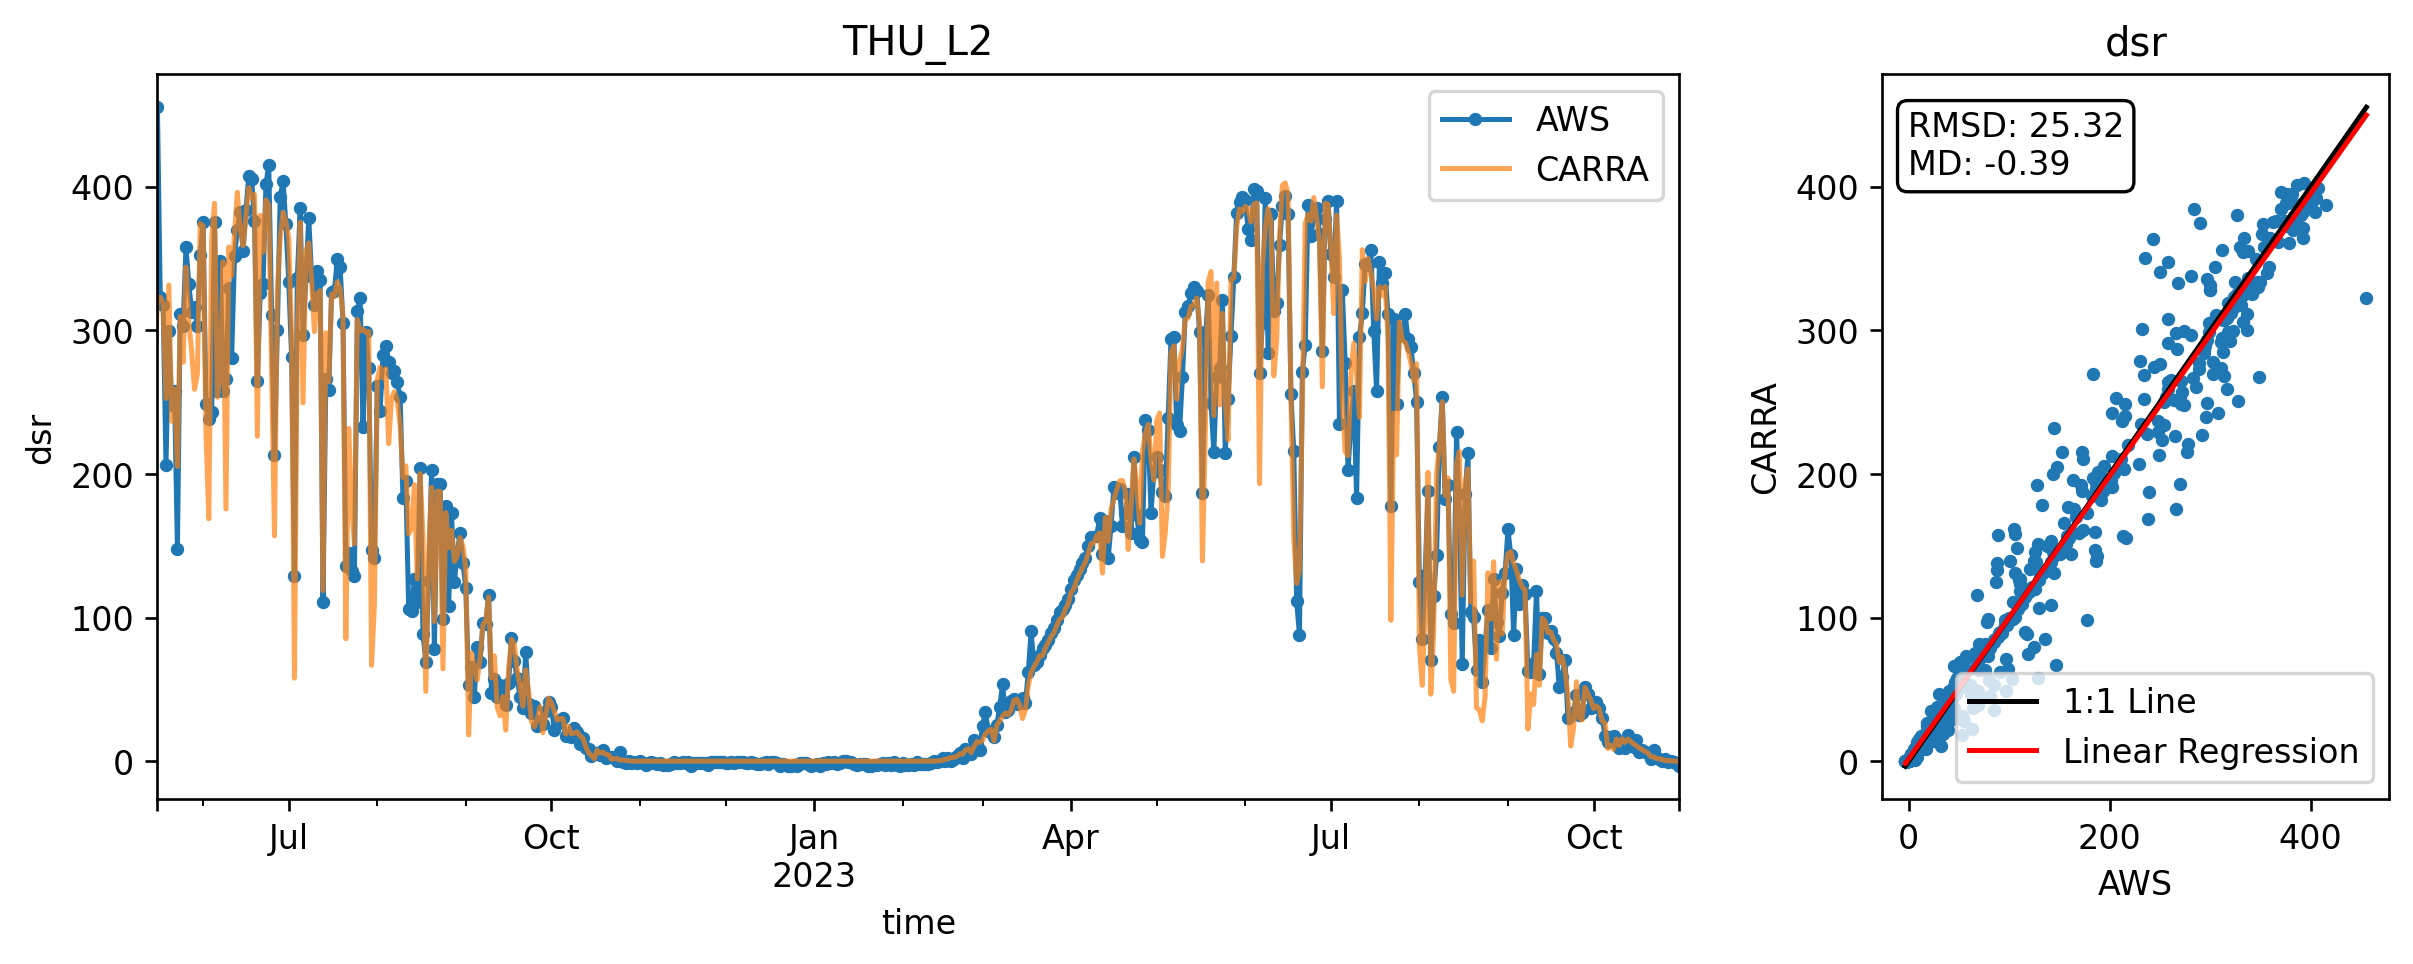 THU_L2
dsr
400
300
200
100
0
AWS
CARRA
Jul
Oct
Jan
2023
Apr
Jul
Oct
time
dsr
CARRA
400
300
200
100
0
RMSD: 25.32
MD: -0.39
1:1 Line
Linear Regression
0
200
400
AWS